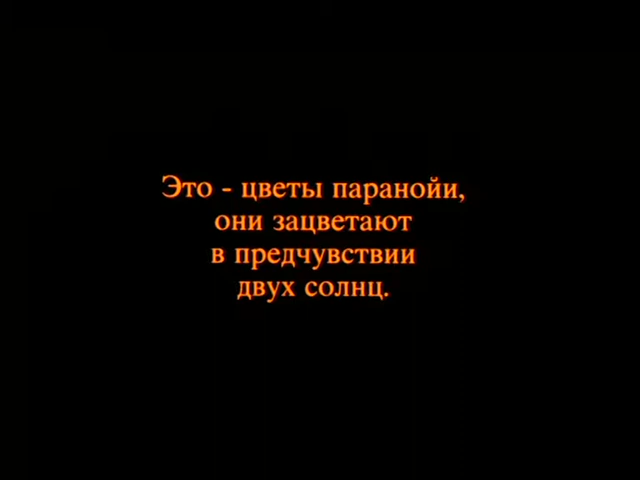 Это - цветы паранойи,
они зацветают
в предчувствии
двух солнц.